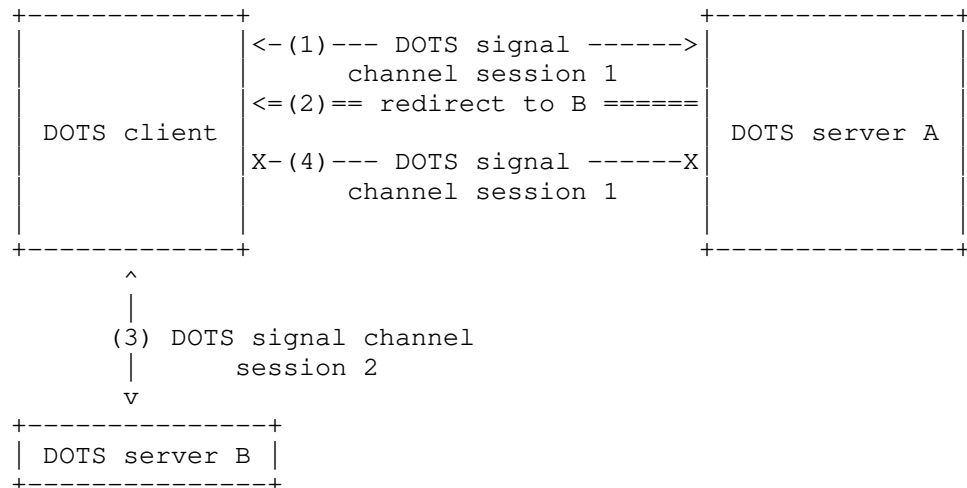 <-(1)--- DOTS signal ------>
channel session 1
<=(2)== redirect to B ======
DOTS client
DOTS server A
X-(4)--- DOTS signal ------X
channel session 1
(3) DOTS signal channel
session 2
DOTS server B